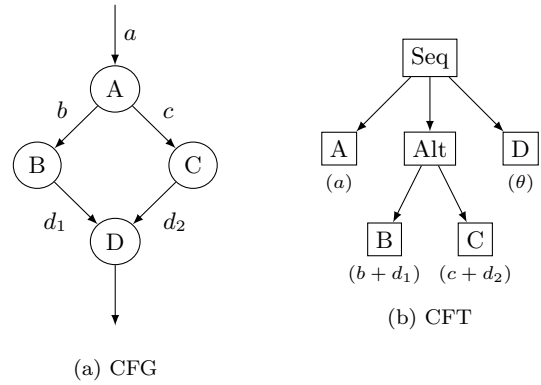 a
A
b
c
B
C
d₁
d₂
D
(a) CFG
Seq
A
Alt
D
(a)
(θ)
B
C
(b + d₁)
(c + d₂)
(b) CFT